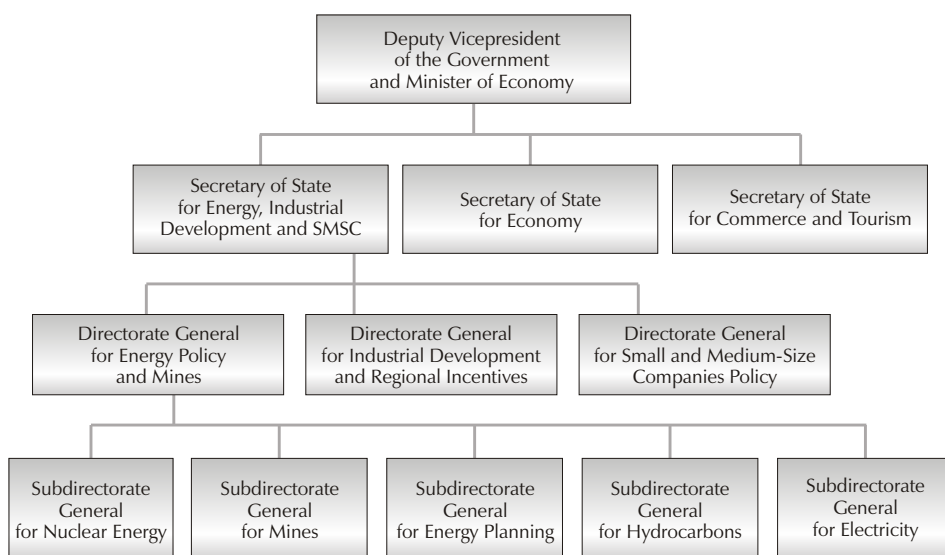 Deputy Vicepresident
of the Government
and Minister of Economy
Secretary of State
for Energy, Industrial
Development and SMSC
Secretary of State
for Economy
Secretary of State
for Commerce and Tourism
Directorate General
for Energy Policy
and Mines
Directorate General
for Industrial Development
and Regional Incentives
Directorate General
for Small and Medium-Size
Companies Policy
Subdirectorate
General
for Nuclear Energy
Subdirectorate
General
for Mines
Subdirectorate
General
for Energy Planning
Subdirectorate
General
for Hydrocarbons
Subdirectorate
General
for Electricity